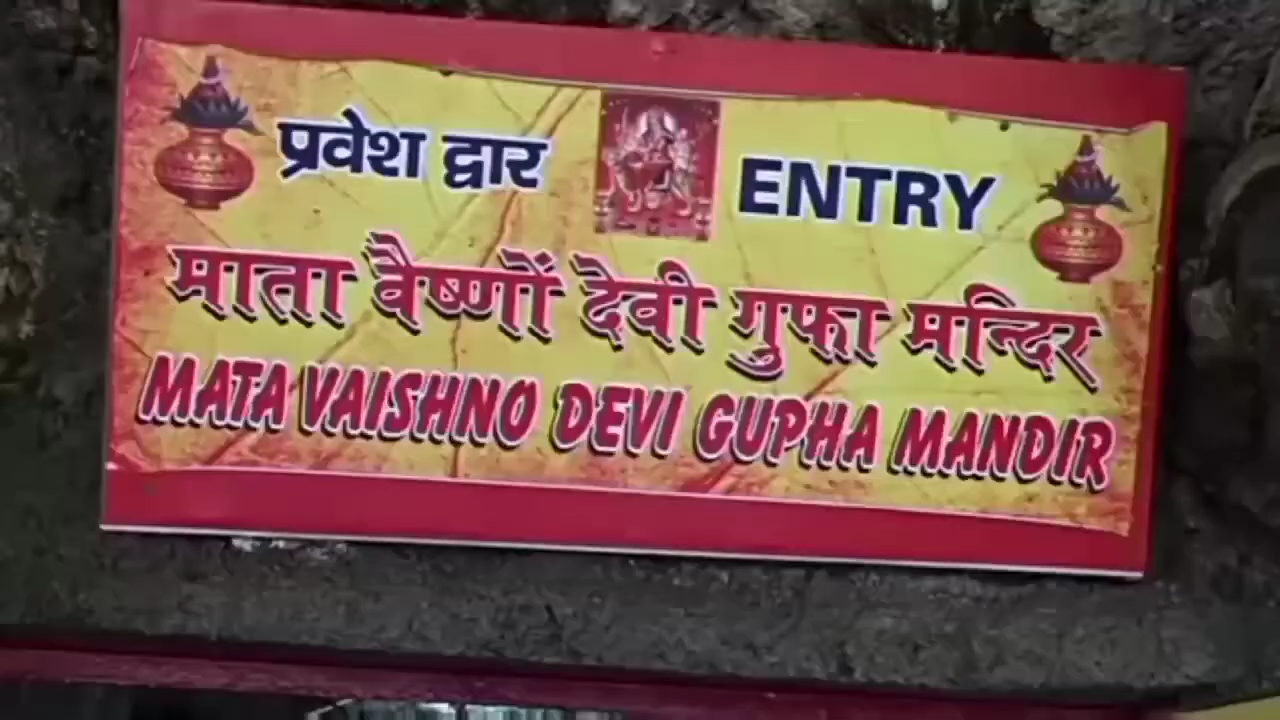 प्रवेश द्वार ENTRY
माता वैष्णों देवी गुफा मन्दिर
MATA VAISHNO DEVI GUPHA MANDIR